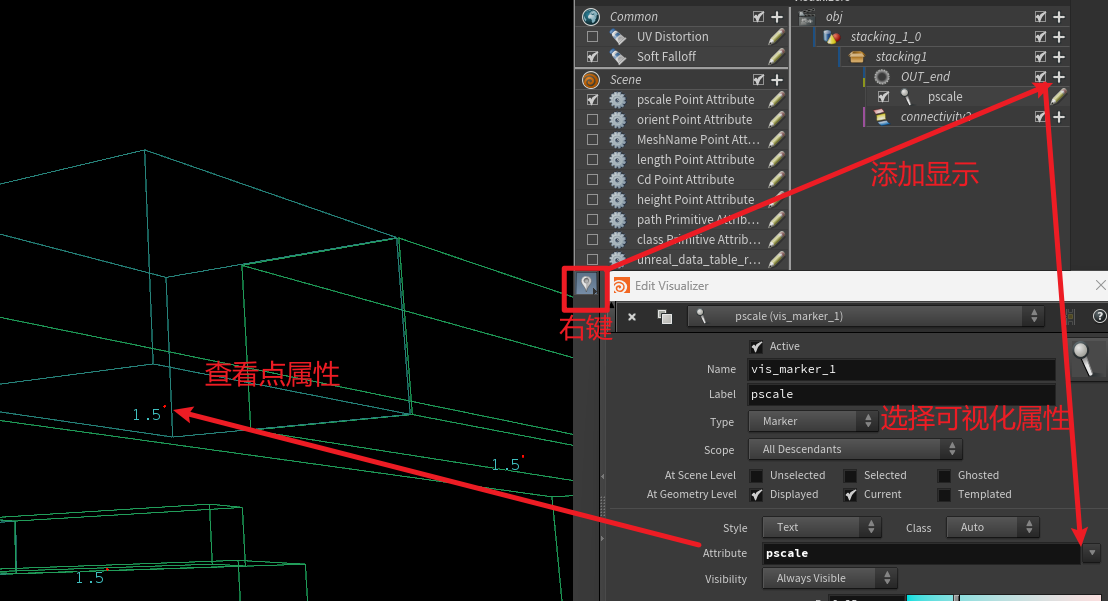 Common
obj
UV Distortion
stacking_1_0
Soft Falloff
stacking1
Scene
OUT_end
pscale Point Attribute
pscale
orient Point Attribute
MeshName Point Att...
length Point Attribute
添加显示
Cd Point Attribute
height Point Attribute
path Primitive Attrib...
class Primitive Attrib...
unreal_data_table_r...
Edit Visualizer
右键
pscale (vis_marker_1)
Active
Name vis_marker_1
查看点属性
Label pscale
1.5
Type Marker
选择可视化属性
Scope All Descendants
1.5
At Scene Level Unselected Selected Ghosted
At Geometry Level Displayed Current Templated
Style Text Class Auto
Attribute pscale
1.5
Visibility Always Visible